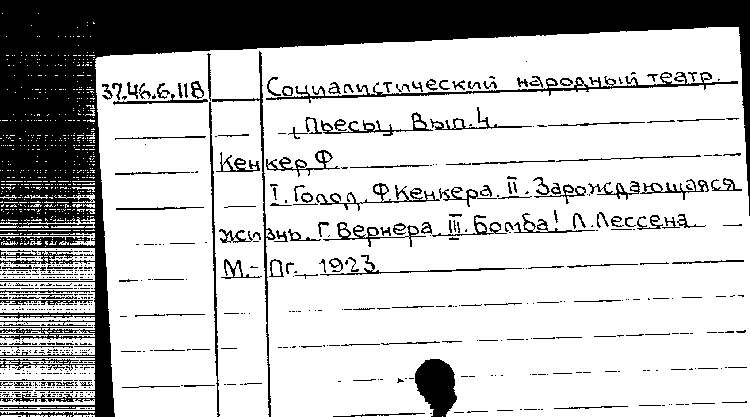 37.46.6.118 Социалистический народный театр.
[Пьесы] Вып. 4.
Кенкер, Ф.
I. Голод. Ф. Кенкера. II. Зарождающаяся
жизнь. Г. Вернера. III. Бомба! Л. Лессена.
М.-Пг., 1923.